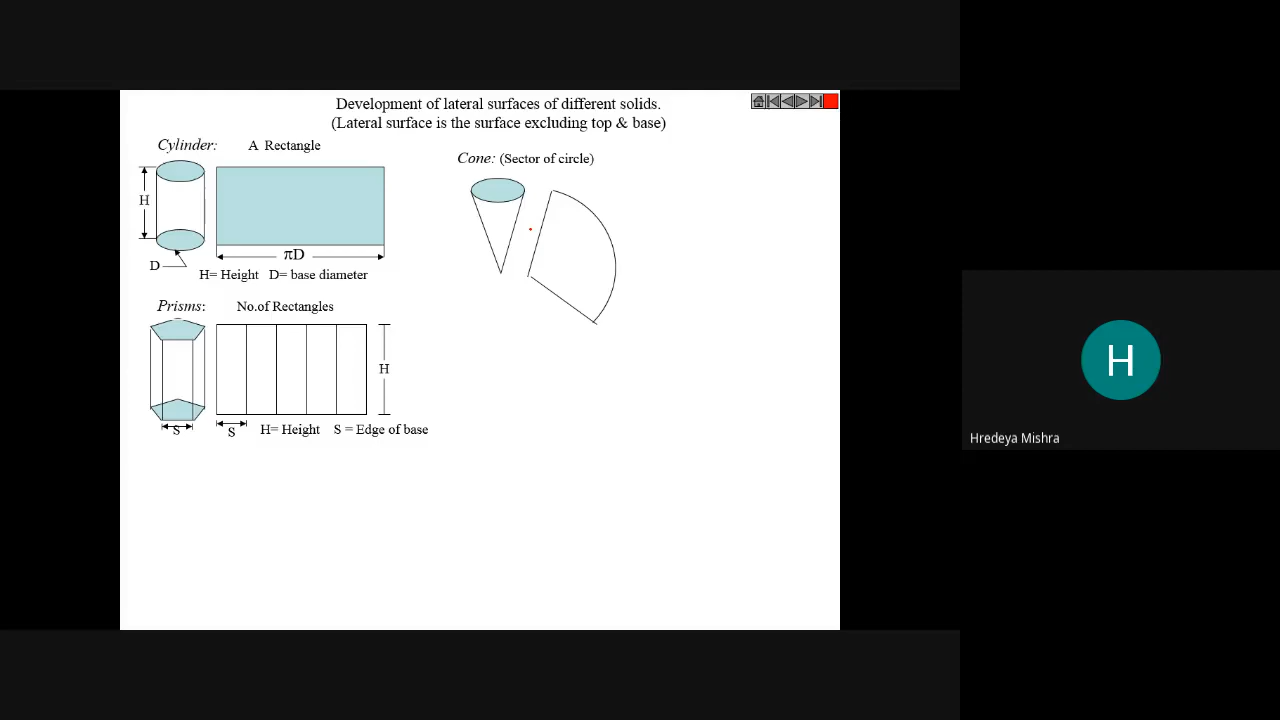 Development of lateral surfaces of different solids.
(Lateral surface is the surface excluding top & base)
Cylinder: A Rectangle
H
πD
D
H= Height D= base diameter
Prisms: No.of Rectangles
H
S
S
H= Height S = Edge of base
Cone: (Sector of circle)
H
Hredeya Mishra